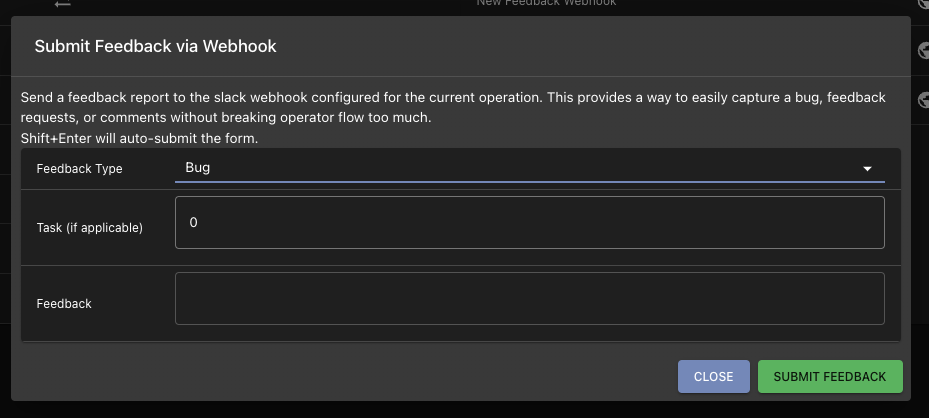 New Feedback Webhook
Submit Feedback via Webhook
Send a feedback report to the slack webhook configured for the current operation. This provides a way to easily capture a bug, feedback
requests, or comments without breaking operator flow too much.
Shift+Enter will auto-submit the form.
Feedback Type
Bug
Task (if applicable)
0
Feedback
CLOSE
SUBMIT FEEDBACK